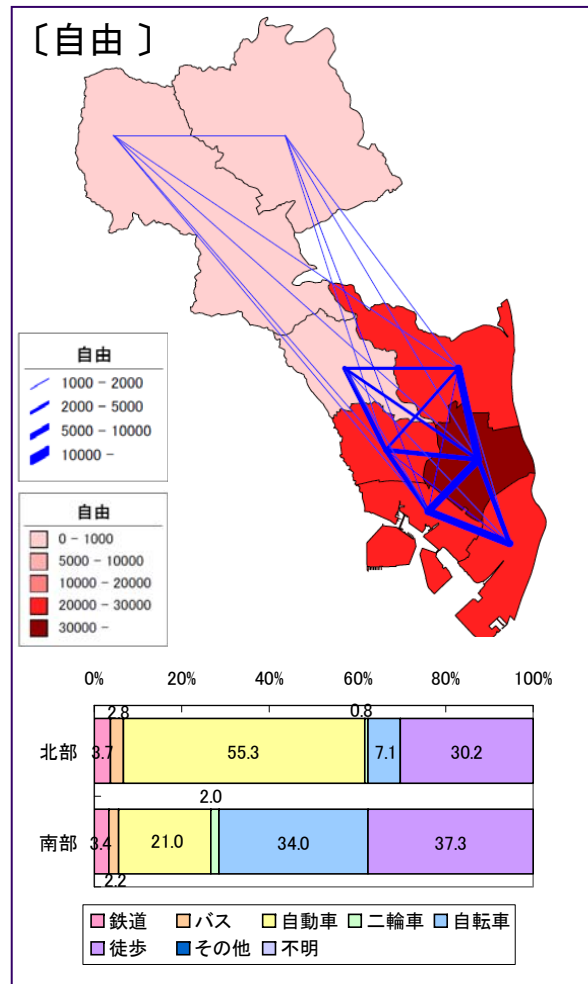 〔自由 〕
自由
1000 - 2000
2000 - 5000
5000 - 10000
10000 -
自由
0 - 1000
5000 - 10000
10000 - 20000
20000 - 30000
30000 -
0% 20% 40% 60% 80% 100%
2.8 0.8
北部 3.7 55.3 7.1 30.2
2.0
南部 3.4 21.0 34.0 37.3
2.2
鉄道 バス 自動車 二輪車 自転車
徒歩 その他 不明